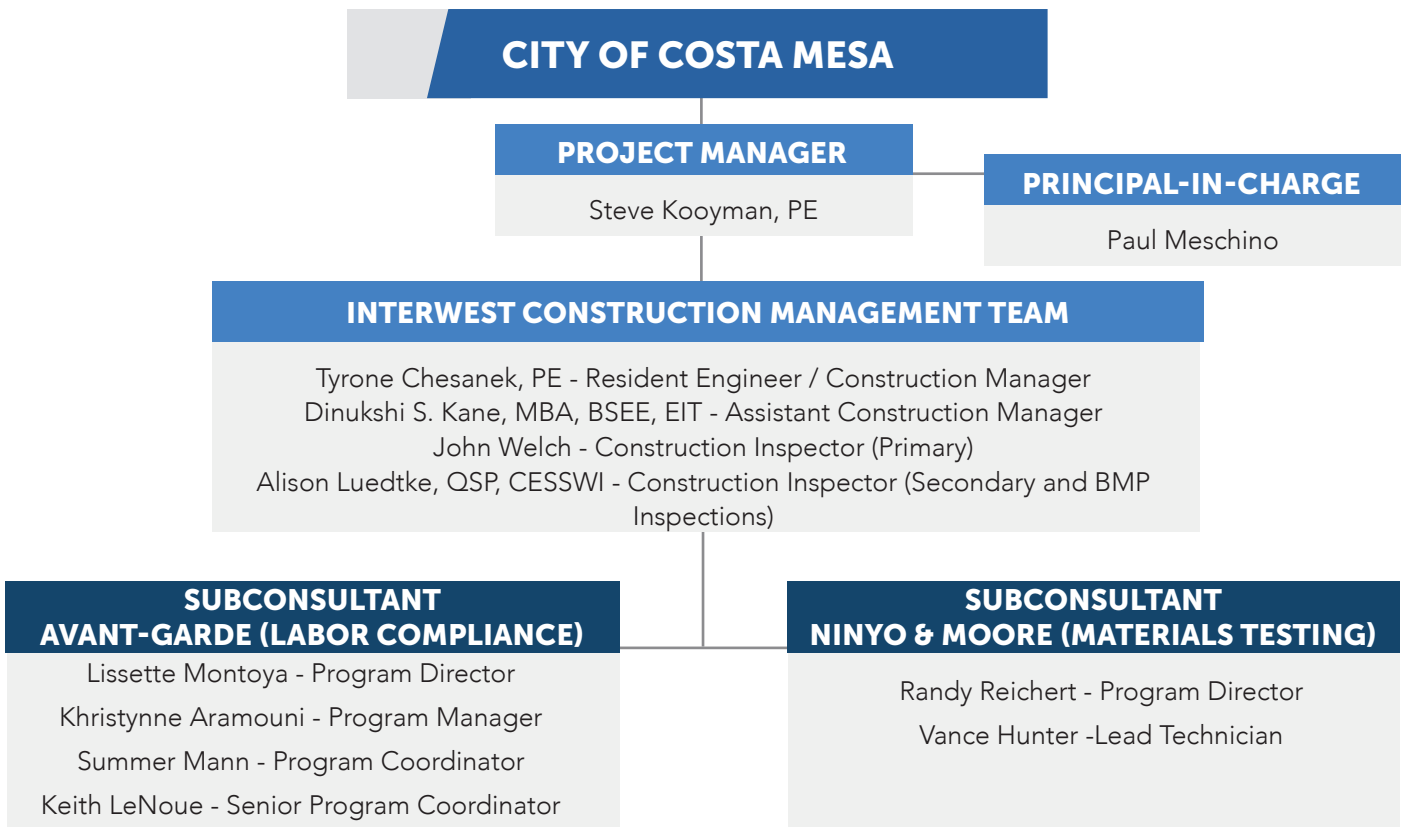 CITY OF COSTA MESA
PROJECT MANAGER
Steve Kooyman, PE
PRINCIPAL-IN-CHARGE
Paul Meschino
INTERWEST CONSTRUCTION MANAGEMENT TEAM
Tyrone Chesanek, PE - Resident Engineer / Construction Manager
Dinukshi S. Kane, MBA, BSEE, EIT - Assistant Construction Manager
John Welch - Construction Inspector (Primary)
Alison Luedtke, QSP, CESSWI - Construction Inspector (Secondary and BMP
Inspections)
SUBCONSULTANT
AVANT-GARDE (LABOR COMPLIANCE)
Lissette Montoya - Program Director
Khristynne Aramouni - Program Manager
Summer Mann - Program Coordinator
Keith LeNoue - Senior Program Coordinator
SUBCONSULTANT
NINYO & MOORE (MATERIALS TESTING)
Randy Reichert - Program Director
Vance Hunter -Lead Technician